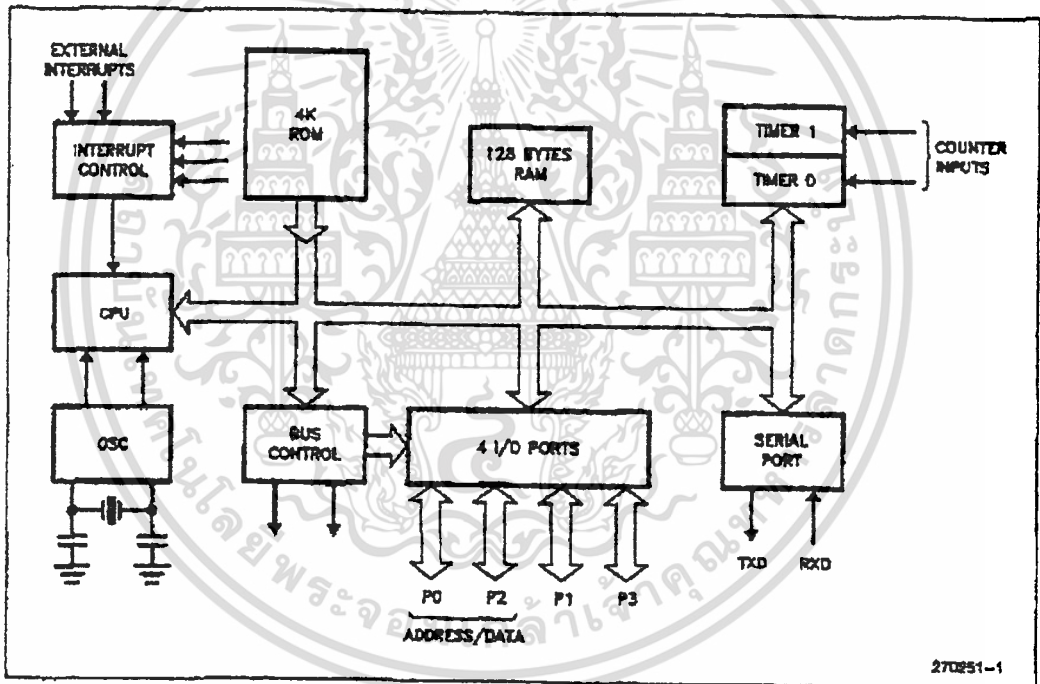 EXTERNAL
INTERRUPTS
INTERRUPT
CONTROL
4K
ROM
128 BYTES
RAM
TIMER 1
TIMER 0
COUNTER
INPUTS
CPU
OSC
BUS
CONTROL
4 I/O PORTS
SERIAL
PORT
TXD
RXD
P0
P2
P1
P3
ADDRESS/DATA
270251-1